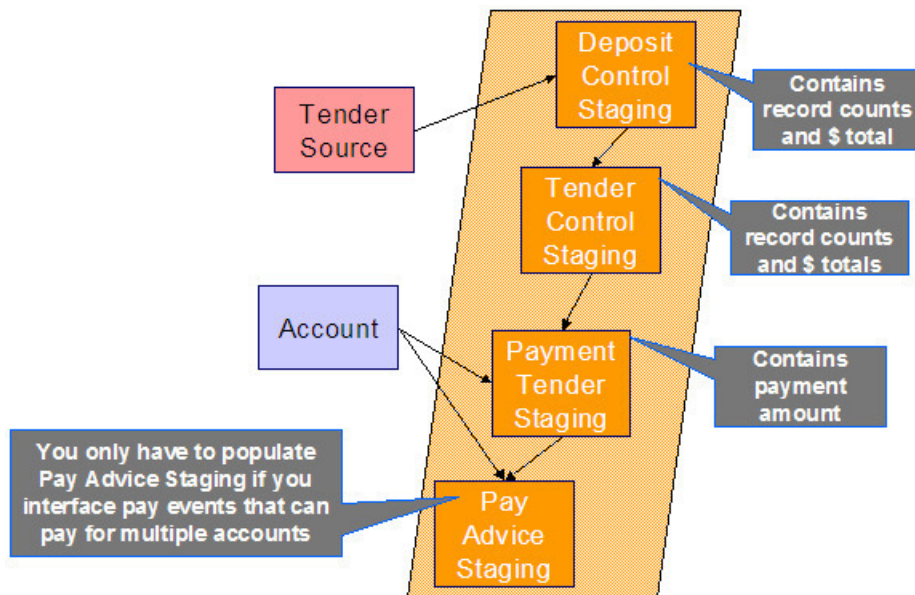 Deposit
Control
Staging
Contains
record counts
and $ total
Tender
Source
Tender
Control
Staging
Contains
record counts
and $ totals
Account
Payment
Tender
Staging
Contains
payment
amount
You only have to populate
Pay Advice Staging if you
interface pay events that can
pay for multiple accounts
Pay
Advice
Staging